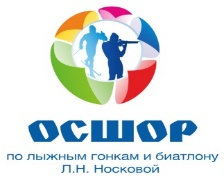 ОСШОР
по лыжным гонкам и биатлону
Л.Н. Носковой